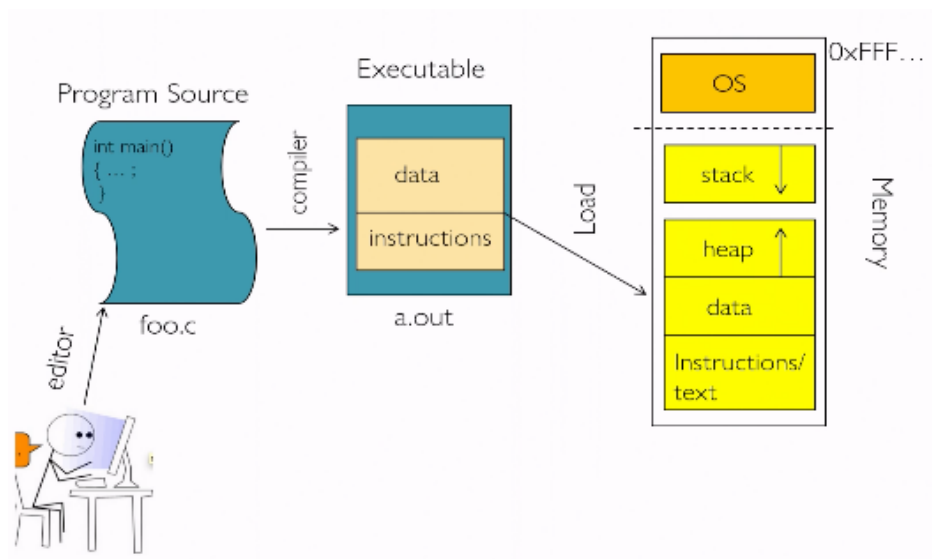 Program Source
int main()
{ ... ;
}
foo.c
editor
compiler
Executable
data
instructions
a.out
Load
0xFFF...
OS
stack
heap
data
Instructions/
text
Memory